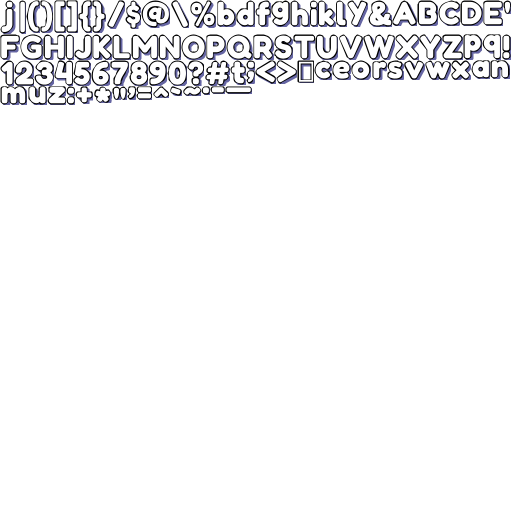 j|()[]{}/$@\%bdfghiklY&ABCDE'
FGHIJKLMNOPQRSTUVWXYZpq!
1234567890?#t;<>▯ceorsvwxan
muz:+*"'=^`~'--